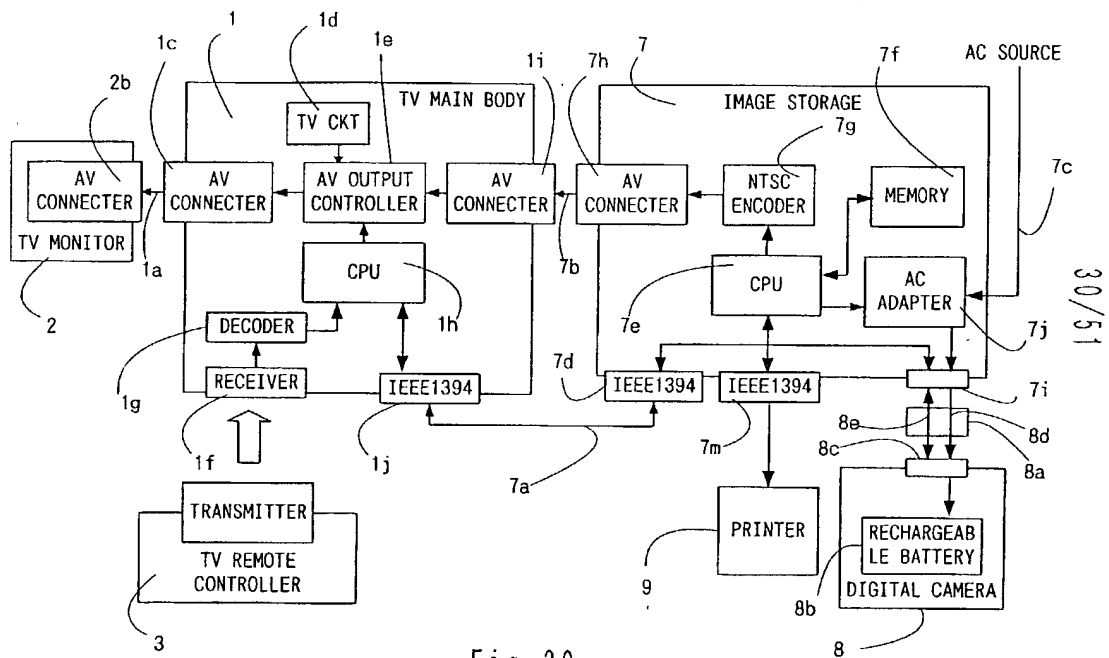 1d
1
1c
1e
1i
7h
7
7f
AC SOURCE
2b
TV MAIN BODY
IMAGE STORAGE
7g
TV CKT
7c
AV
CONNECTER
AV
CONNECTER
AV OUTPUT
CONTROLLER
AV
CONNECTER
AV
CONNECTER
NTSC
ENCODER
MEMORY
TV MONITOR
1a
7b
CPU
CPU
AC
ADAPTER
2
1h
7e
7j
DECODER
30/51
RECEIVER
IEEE1394
7d
IEEE1394
IEEE1394
1g
7i
8e
8d
1f
1j
7m
8c
8a
7a
TRANSMITTER
TV REMOTE
CONTROLLER
PRINTER
RECHARGEAB
LE BATTERY
DIGITAL CAMERA
9
8b
3
8